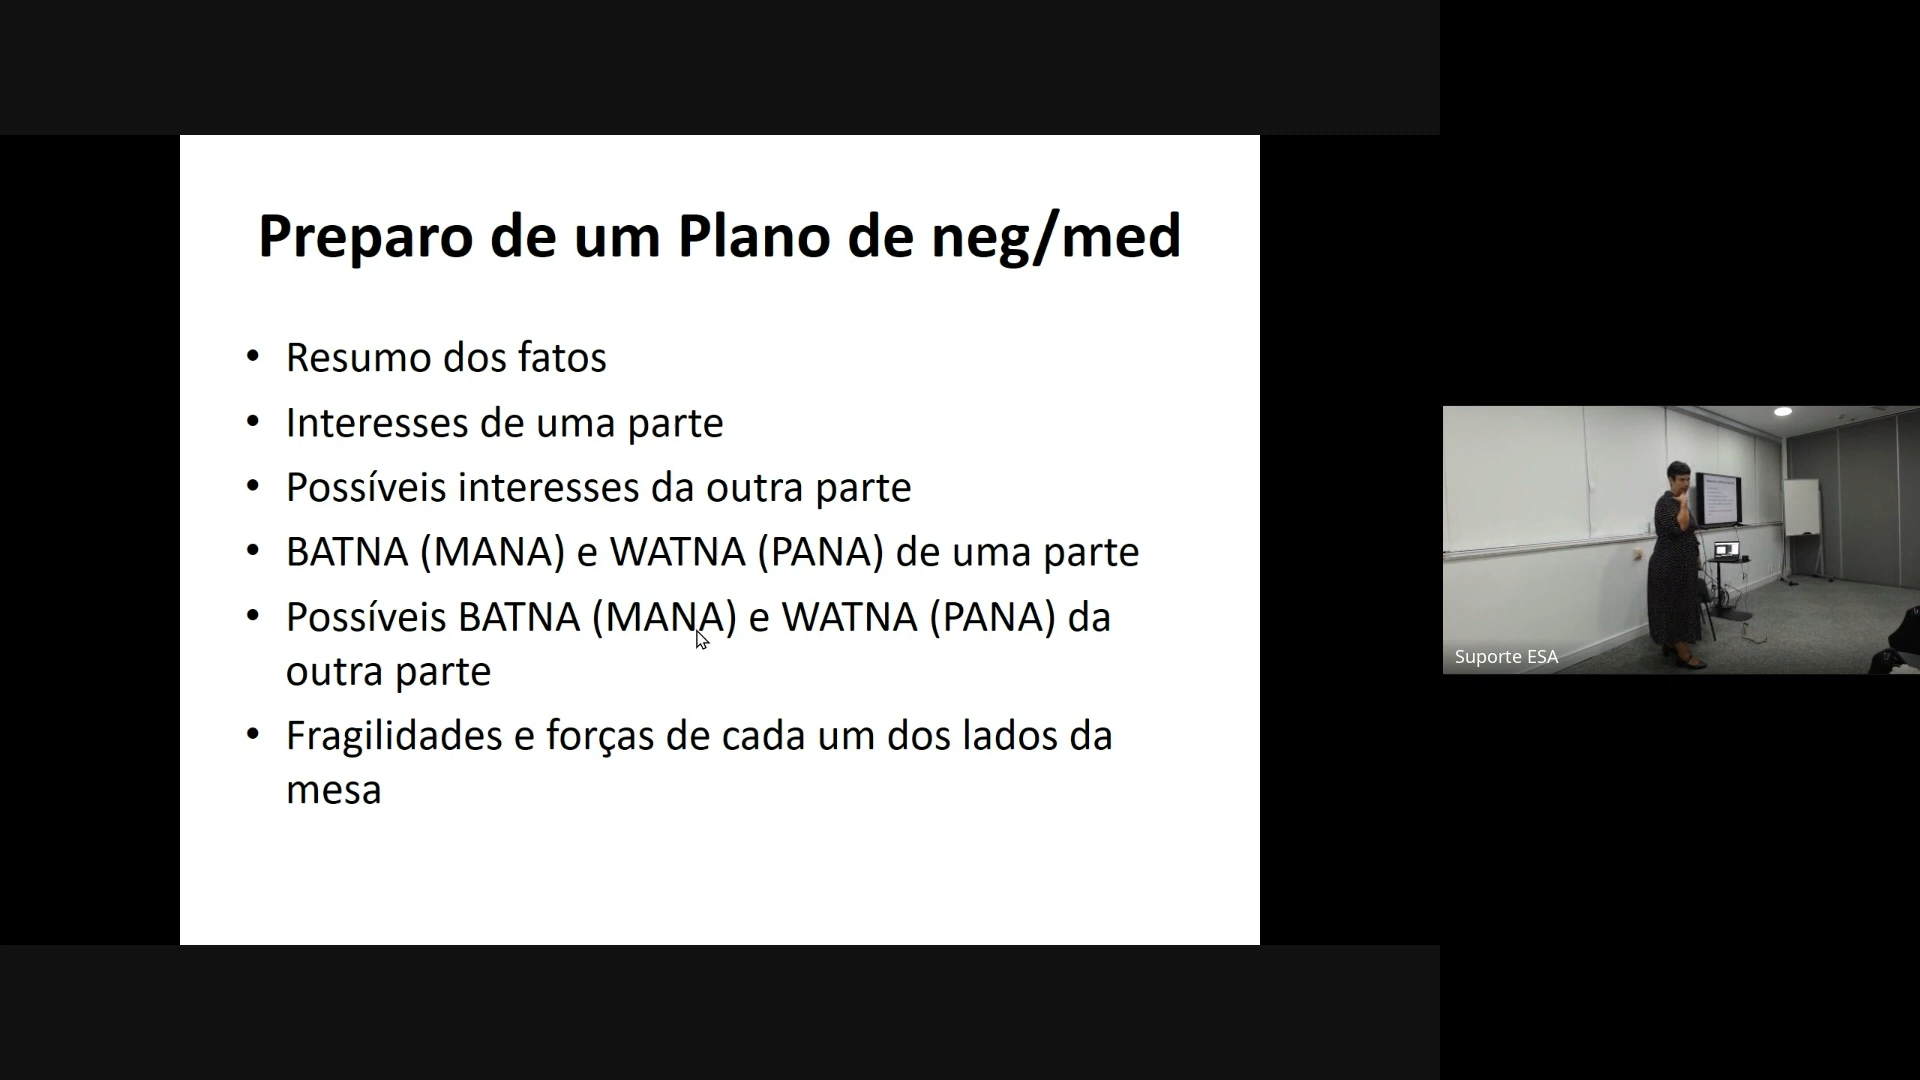 Preparo de um Plano de neg/med
• Resumo dos fatos
• Interesses de uma parte
• Possíveis interesses da outra parte
• BATNA (MANA) e WATNA (PANA) de uma parte
• Possíveis BATNA (MANA) e WATNA (PANA) da
outra parte
• Fragilidades e forças de cada um dos lados da
mesa
Suporte ESA